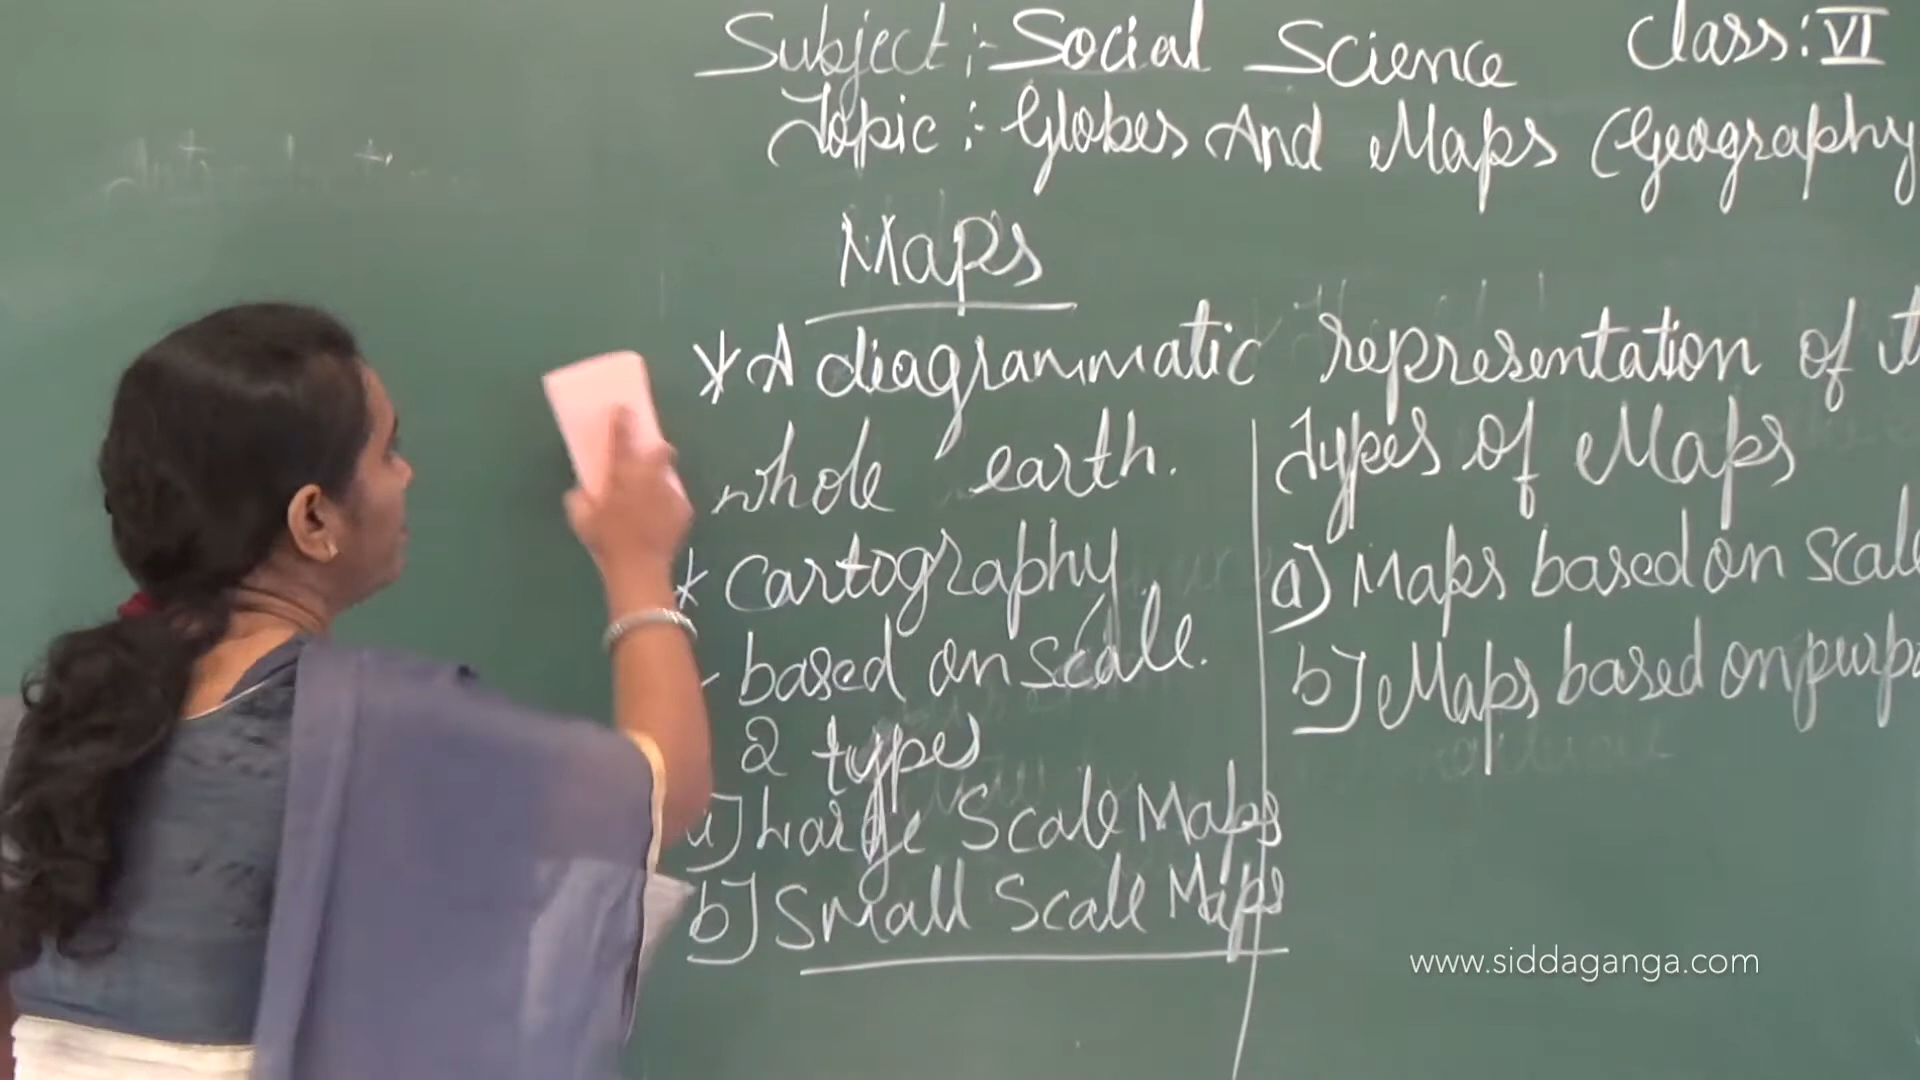 Subject :- Social Science Class: VI
Topic :- Globes And Maps (Geography
Maps
* A diagrammatic representation of
whole earth.
* Cartography
- based on scale.
2 types
a] Large Scale Maps
b] Small Scale Maps
Types of Maps
a) Maps based on Scale
b] Maps based on
www.siddaganga.com